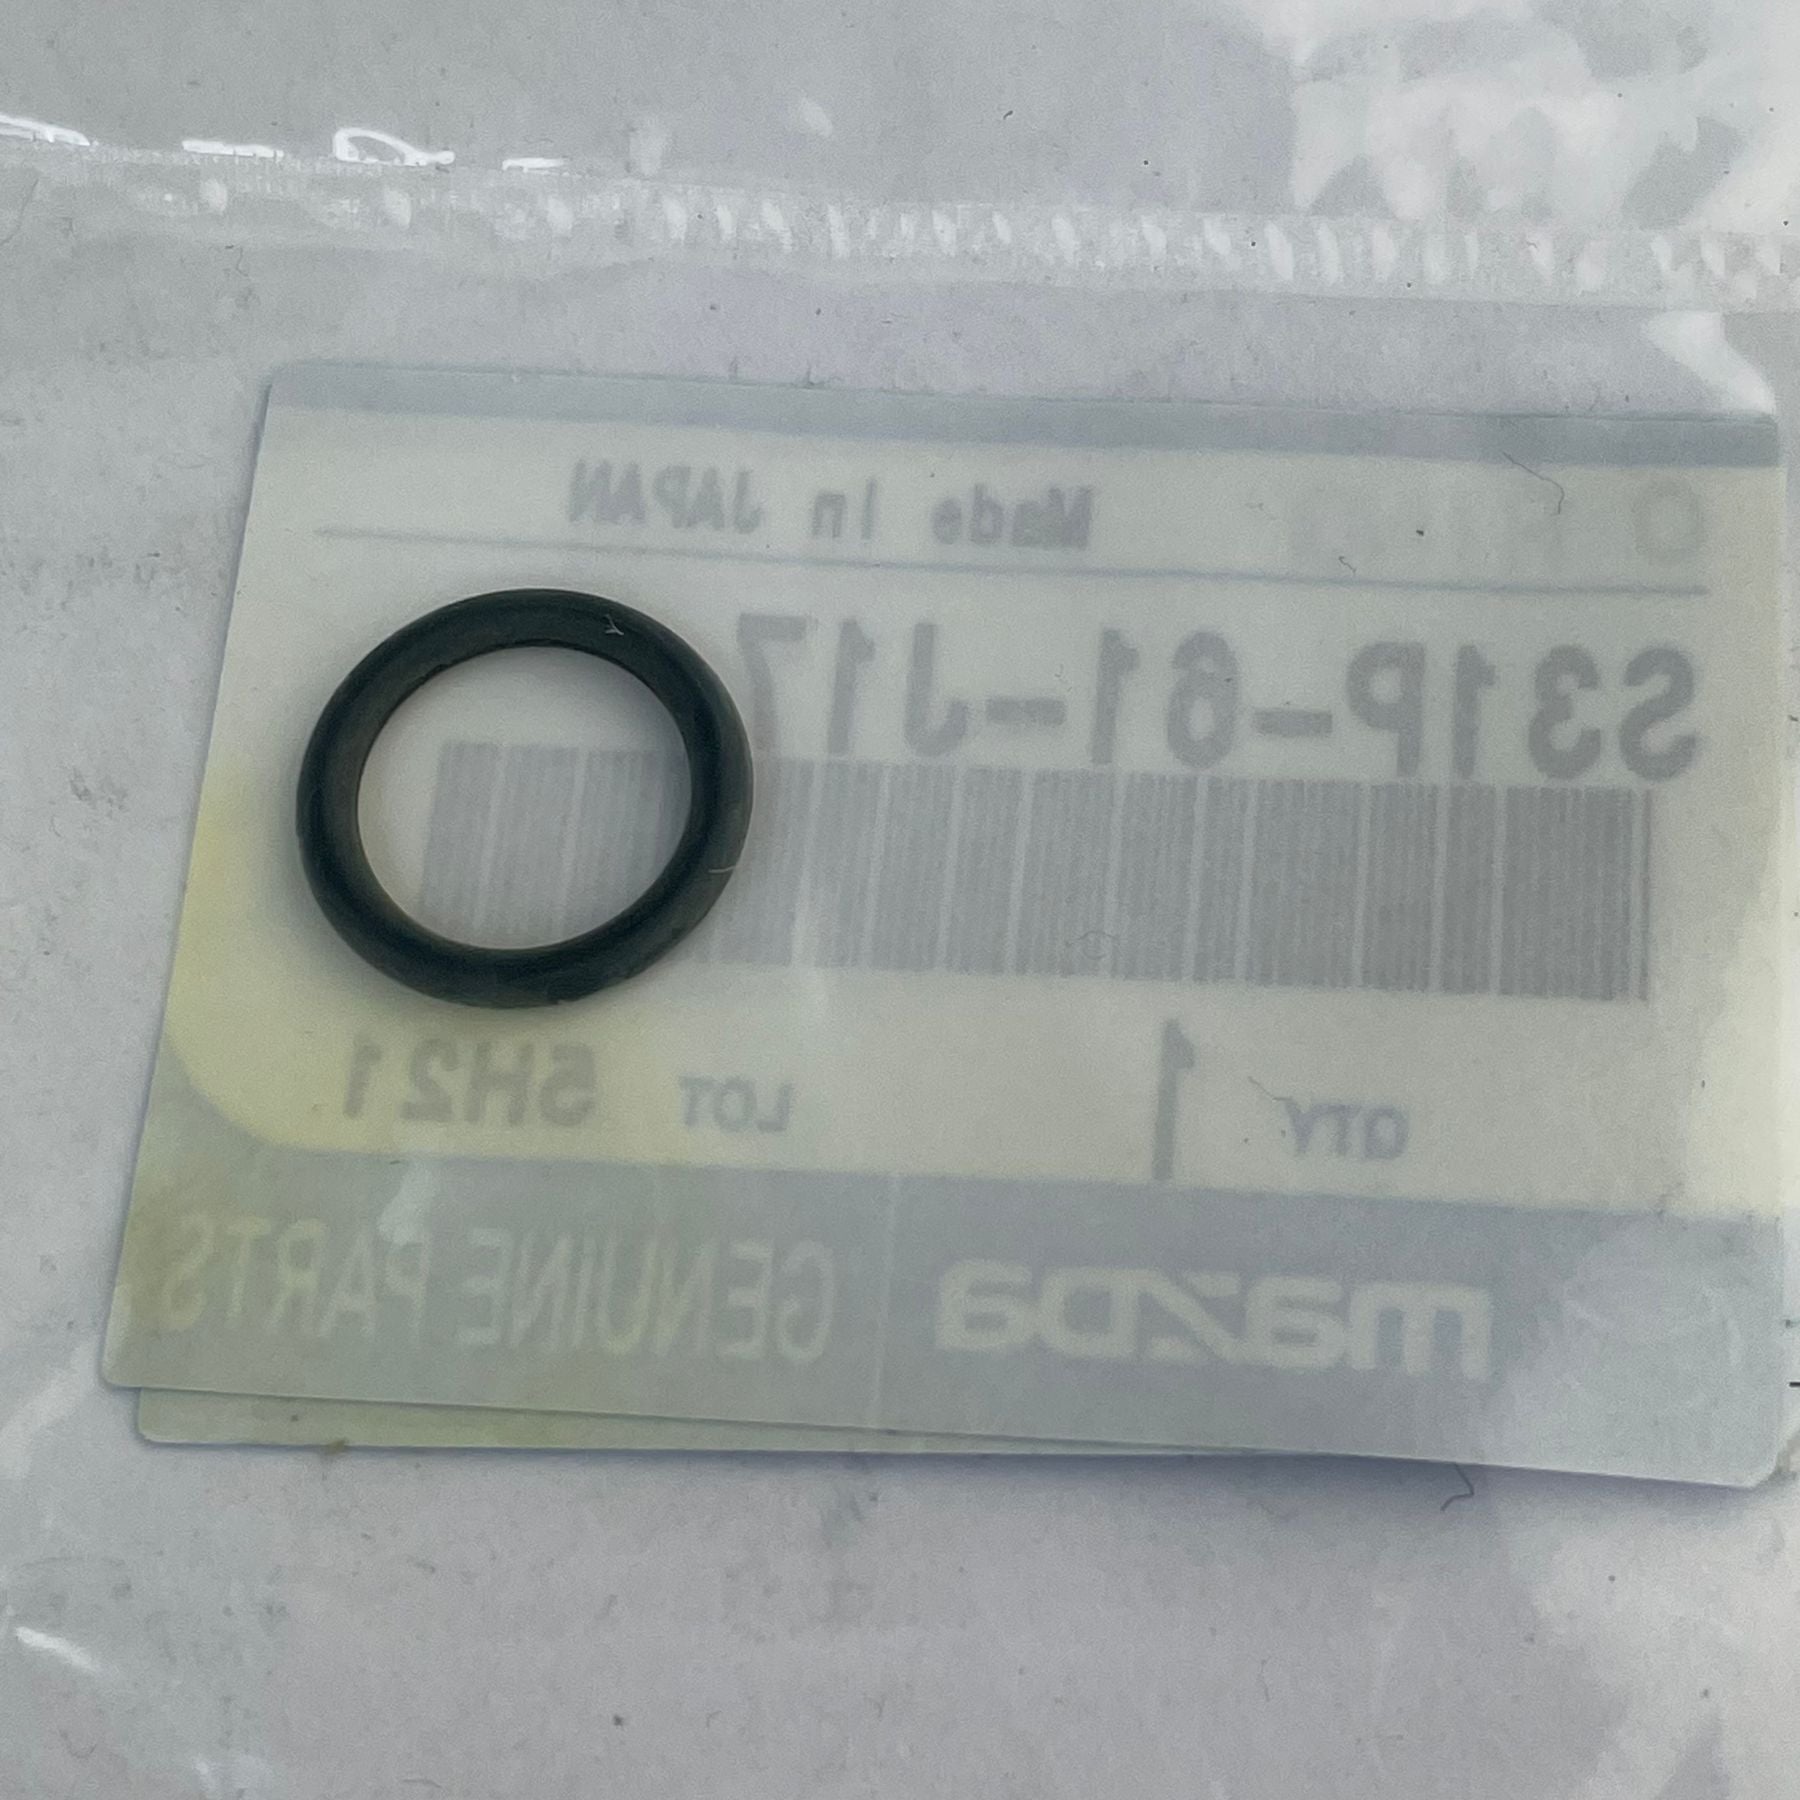 Made in JAPAN
S31P-61-J17
QTY 1 LOT 5H21
mazda GENUINE PARTS